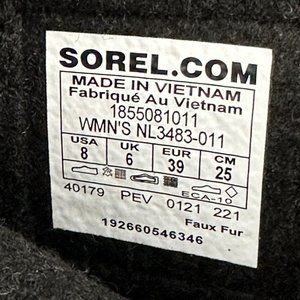 SOREL.COM
MADE IN VIETNAM
Fabriqué Au Vietnam
1855081011
WMN'S NL3483-011
USA UK EUR CM
8 6 39 25
ECA-10
40179 PEV 0121 221
Faux Fur
192660546346